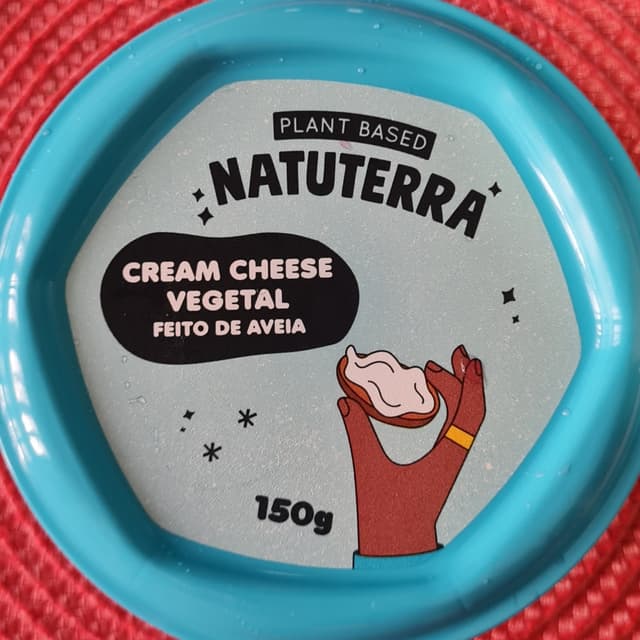 PLANT BASED
NATUTERRA
CREAM CHEESE
VEGETAL
FEITO DE AVEIA
150g